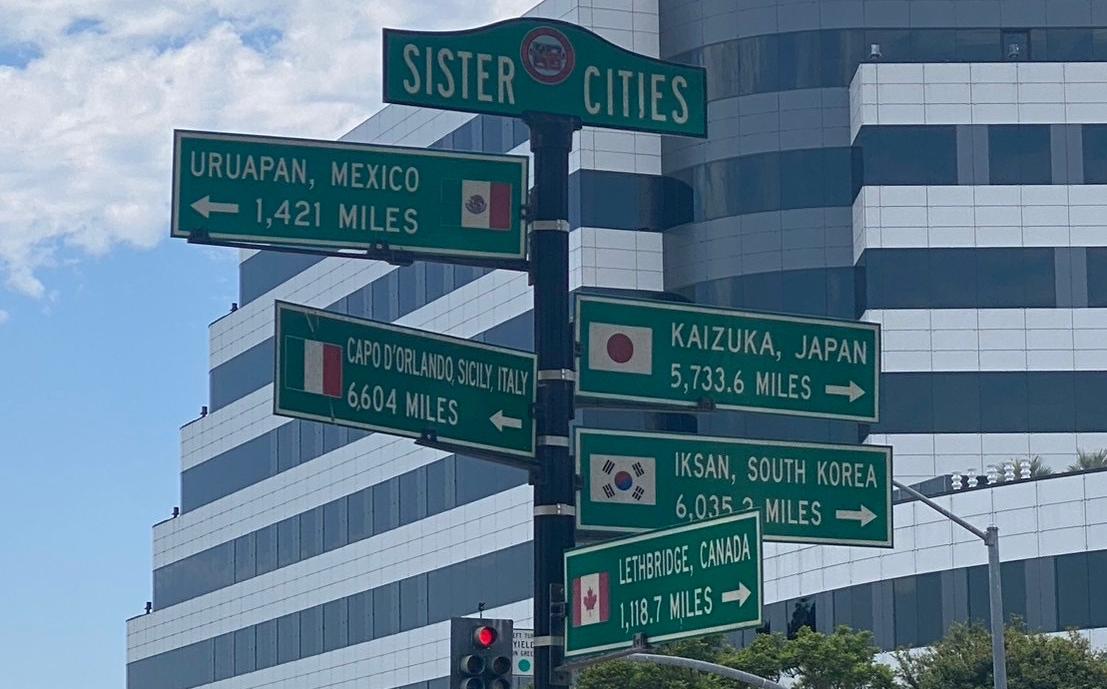 SISTER CITIES
URUAPAN, MEXICO
← 1,421 MILES
CAPO D'ORLANDO, SICILY, ITALY
6,604 MILES ←
KAIZUKA, JAPAN
5,733.6 MILES →
IKSAN, SOUTH KOREA
6,035.2 MILES →
LETHBRIDGE, CANADA
1,118.7 MILES →
YIELD